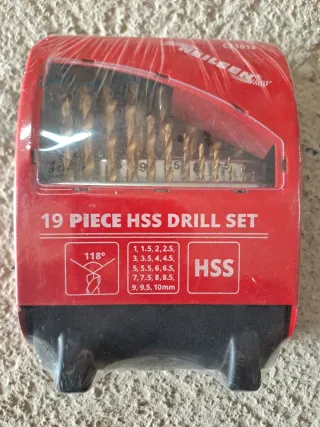 NEILSEN
19 PIECE HSS DRILL SET
118°
1, 1.5, 2, 2.5,
3, 3.5, 4, 4.5,
5, 5.5, 6, 6.5,
7, 7.5, 8, 8.5,
9, 9.5, 10mm
HSS